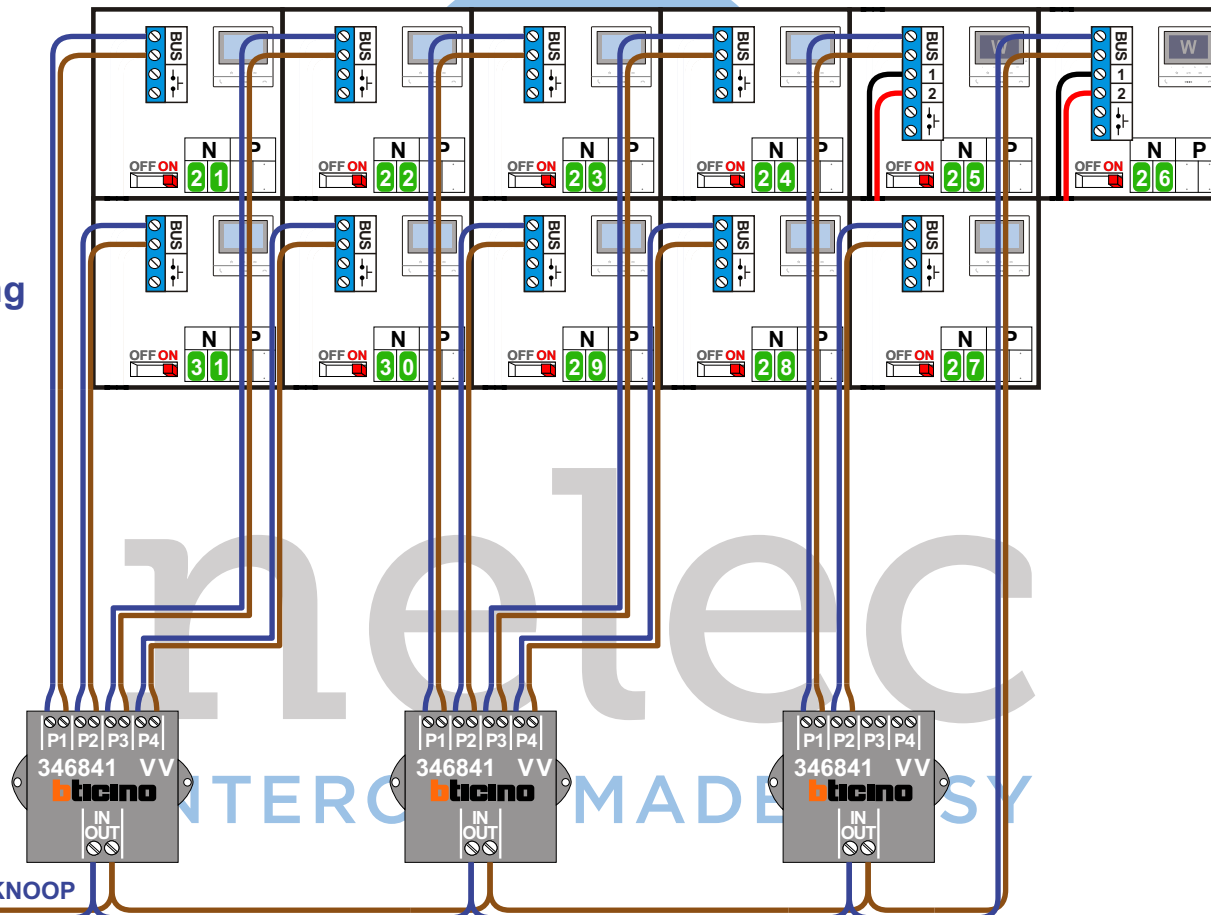 BUS
BUS
BUS
BUS
BUS
1
2
W
BUS
1
2
W
N P
OFF ON
2 1
N P
OFF ON
2 2
N P
OFF ON
2 3
N P
OFF ON
2 4
N P
OFF ON
2 5
N P
OFF ON
2 6
BUS
BUS
BUS
BUS
BUS
N P
OFF ON
3 1
N P
OFF ON
3 0
N P
OFF ON
2 9
N P
OFF ON
2 8
N P
OFF ON
2 7
nelec
P1 P2 P3 P4
346841 VV
bticino
IN
OUT
P1 P2 P3 P4
346841 VV
bticino
IN
OUT
P1 P2 P3 P4
346841 VV
bticino
IN
OUT
KNOOP